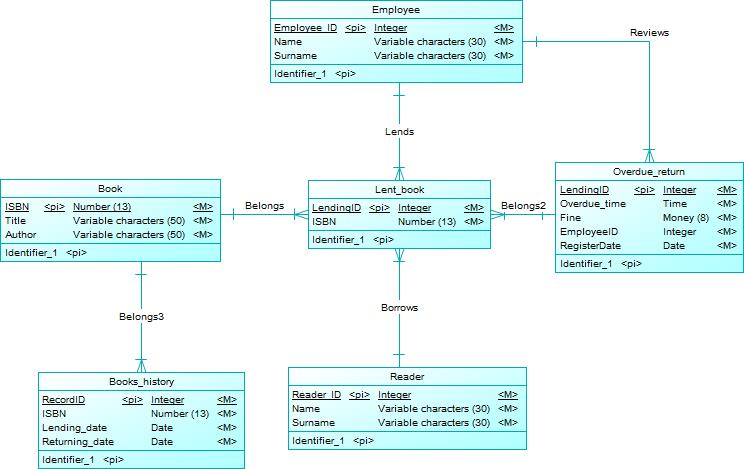 Employee
Employee_ID <pi> Integer <M>
Name Variable characters (30) <M>
Surname Variable characters (30) <M>
Identifier_1 <pi>
Reviews
Lends
Book
ISBN <pi> Number (13) <M>
Title Variable characters (50) <M>
Author Variable characters (50) <M>
Identifier_1 <pi>
Belongs
Lent_book
LendingID <pi> Integer <M>
ISBN Number (13) <M>
Identifier_1 <pi>
Belongs2
Overdue_return
LendingID <pi> Integer <M>
Overdue_time Time <M>
Fine Money (8) <M>
EmployeeID Integer <M>
RegisterDate Date <M>
Identifier_1 <pi>
Belongs3
Borrows
Books_history
RecordID <pi> Integer <M>
ISBN Number (13) <M>
Lending_date Date <M>
Returning_date Date <M>
Identifier_1 <pi>
Reader
Reader_ID <pi> Integer <M>
Name Variable characters (30) <M>
Surname Variable characters (30) <M>
Identifier_1 <pi>